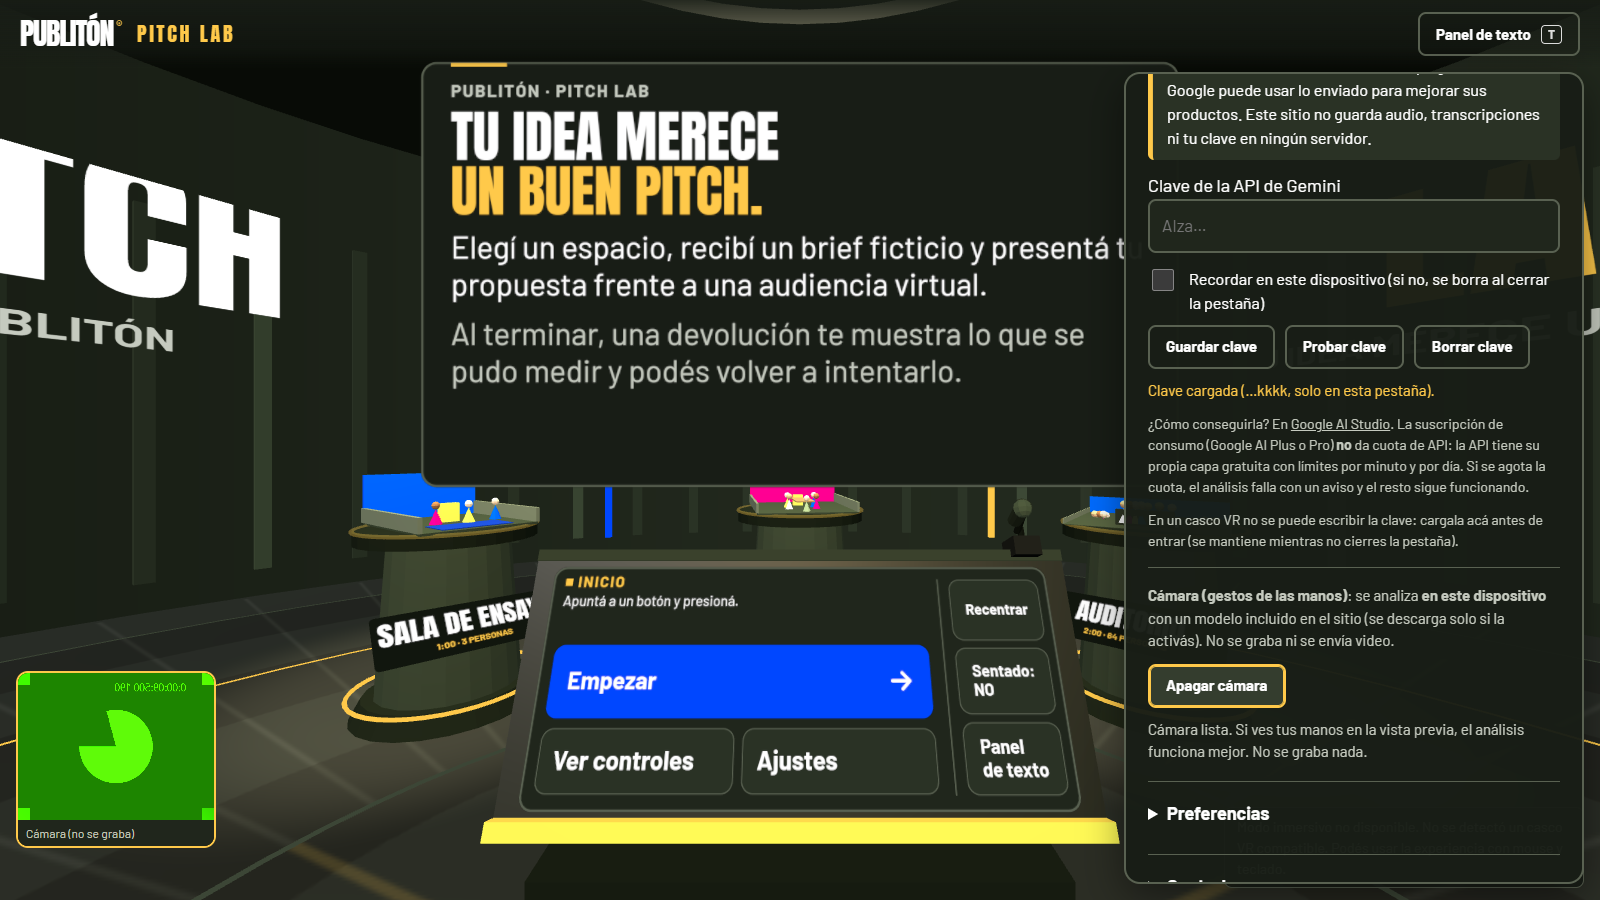 PUBLITÓN PITCH LAB
Panel de texto T
TCH
BLITÓN
PUBLITÓN · PITCH LAB
TU IDEA MERECE
UN BUEN PITCH.
Elegí un espacio, recibí un brief ficticio y presentá tu
propuesta frente a una audiencia virtual.
Al terminar, una devolución te muestra lo que se
pudo medir y podés volver a intentarlo.
SALA DE ENSAY
1:00 · 3 PERSONAS
AUDIT
2:00 · 64 P
INICIO
Apuntá a un botón y presioná.
Empezar
Ver controles
Ajustes
Recentrar
Sentado:
NO
Panel
de texto
Cámara (no se graba)
Google puede usar lo enviado para mejorar sus
productos. Este sitio no guarda audio, transcripciones
ni tu clave en ningún servidor.
Clave de la API de Gemini
AIza...
Recordar en este dispositivo (si no, se borra al cerrar
la pestaña)
Guardar clave
Probar clave
Borrar clave
Clave cargada (...kkkk, solo en esta pestaña).
¿Cómo conseguirla? En Google AI Studio. La suscripción de
consumo (Google AI Plus o Pro) no da cuota de API: la API tiene su
propia capa gratuita con límites por minuto y por día. Si se agota la
cuota, el análisis falla con un aviso y el resto sigue funcionando.
En un casco VR no se puede escribir la clave: cargala acá antes de
entrar (se mantiene mientras no cierres la pestaña).
Cámara (gestos de las manos): se analiza en este dispositivo
con un modelo incluido en el sitio (se descarga solo si la
activás). No se graba ni se envía video.
Apagar cámara
Cámara lista. Si ves tus manos en la vista previa, el análisis
funciona mejor. No se graba nada.
Preferencias